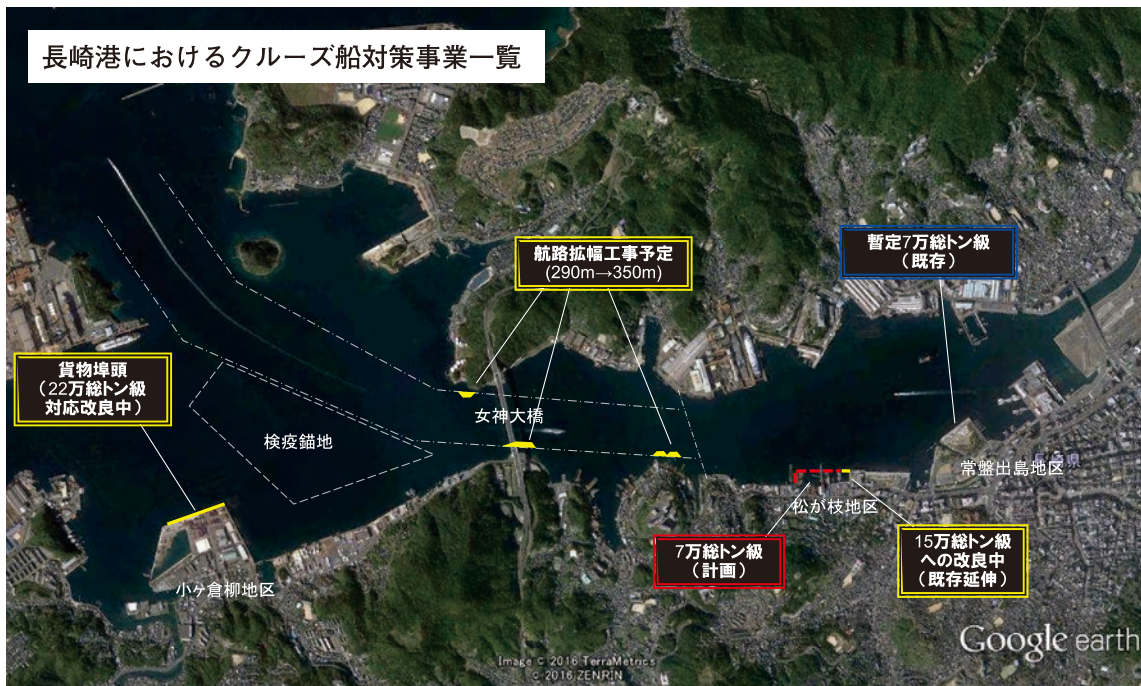 長崎港におけるクルーズ船対策事業一覧
航路拡幅工事予定
(290m→350m)
暫定7万総トン級
（既存）
貨物埠頭
（22万総トン級
対応改良中）
女神大橋
検疫錨地
常盤出島地区
県
松が枝地区
7万総トン級
（計画）
15万総トン級
への改良中
（既存延伸）
小ヶ倉柳地区
Google earth
Image © 2016 TerraMetrics
© 2016 ZENRIN